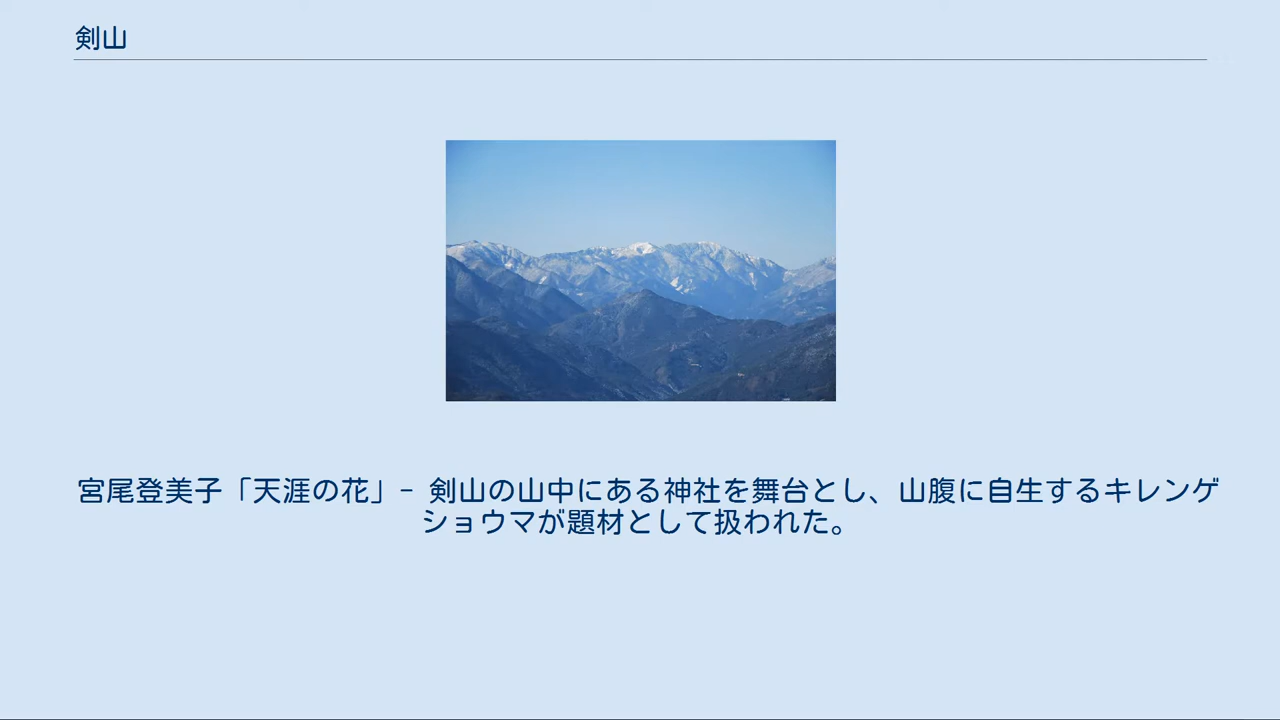 剣山
宮尾登美子「天涯の花」- 剣山の山中にある神社を舞台とし、山腹に自生するキレンゲ
ショウマが題材として扱われた。